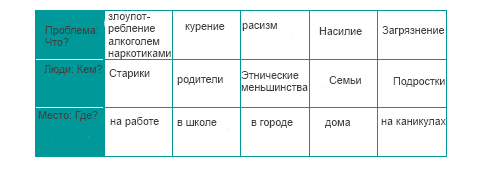 Проблема: Что?
злоупот-
ребление
алкоголем
наркотиками
курение
расизм
Насилие
Загрязнение
Люди: Кем?
Старики
родители
Этнические
меньшинства
Семьи
Подростки
Место: Где?
на работе
в школе
в городе
дома
на каникулах